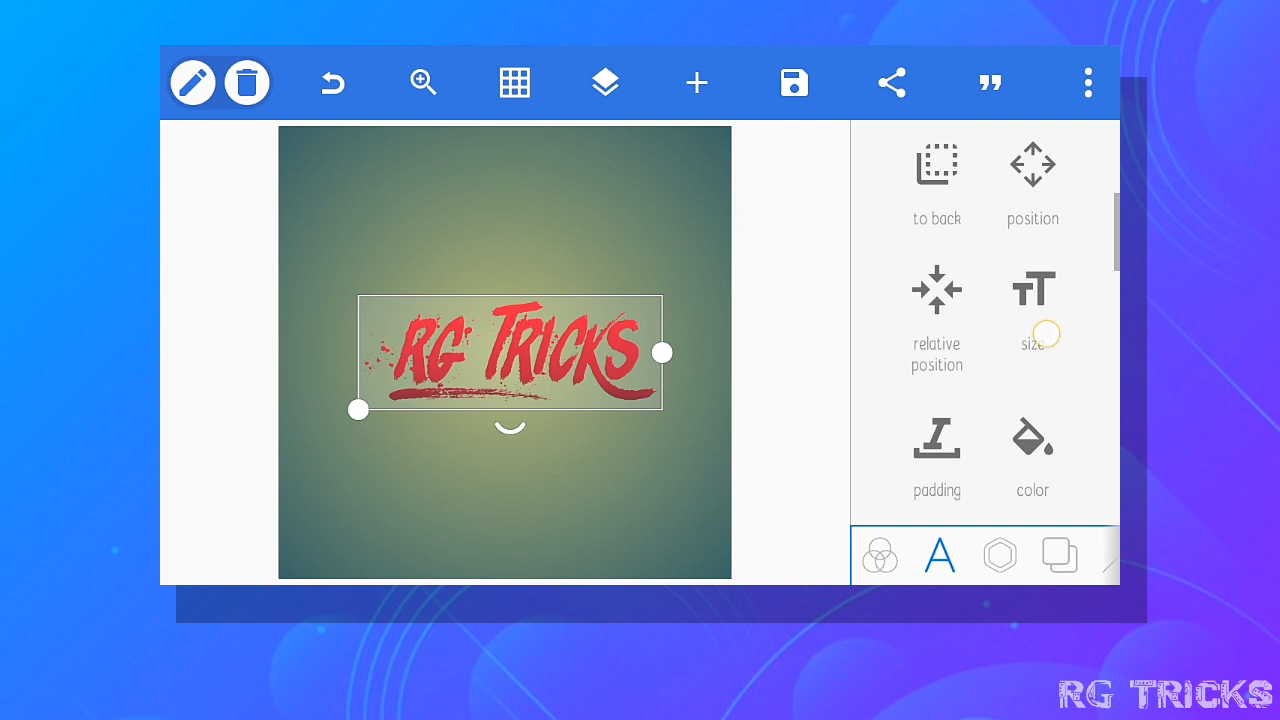 to back
position
RG TRICKS
relative
position
size
padding
color
RG TRICKS